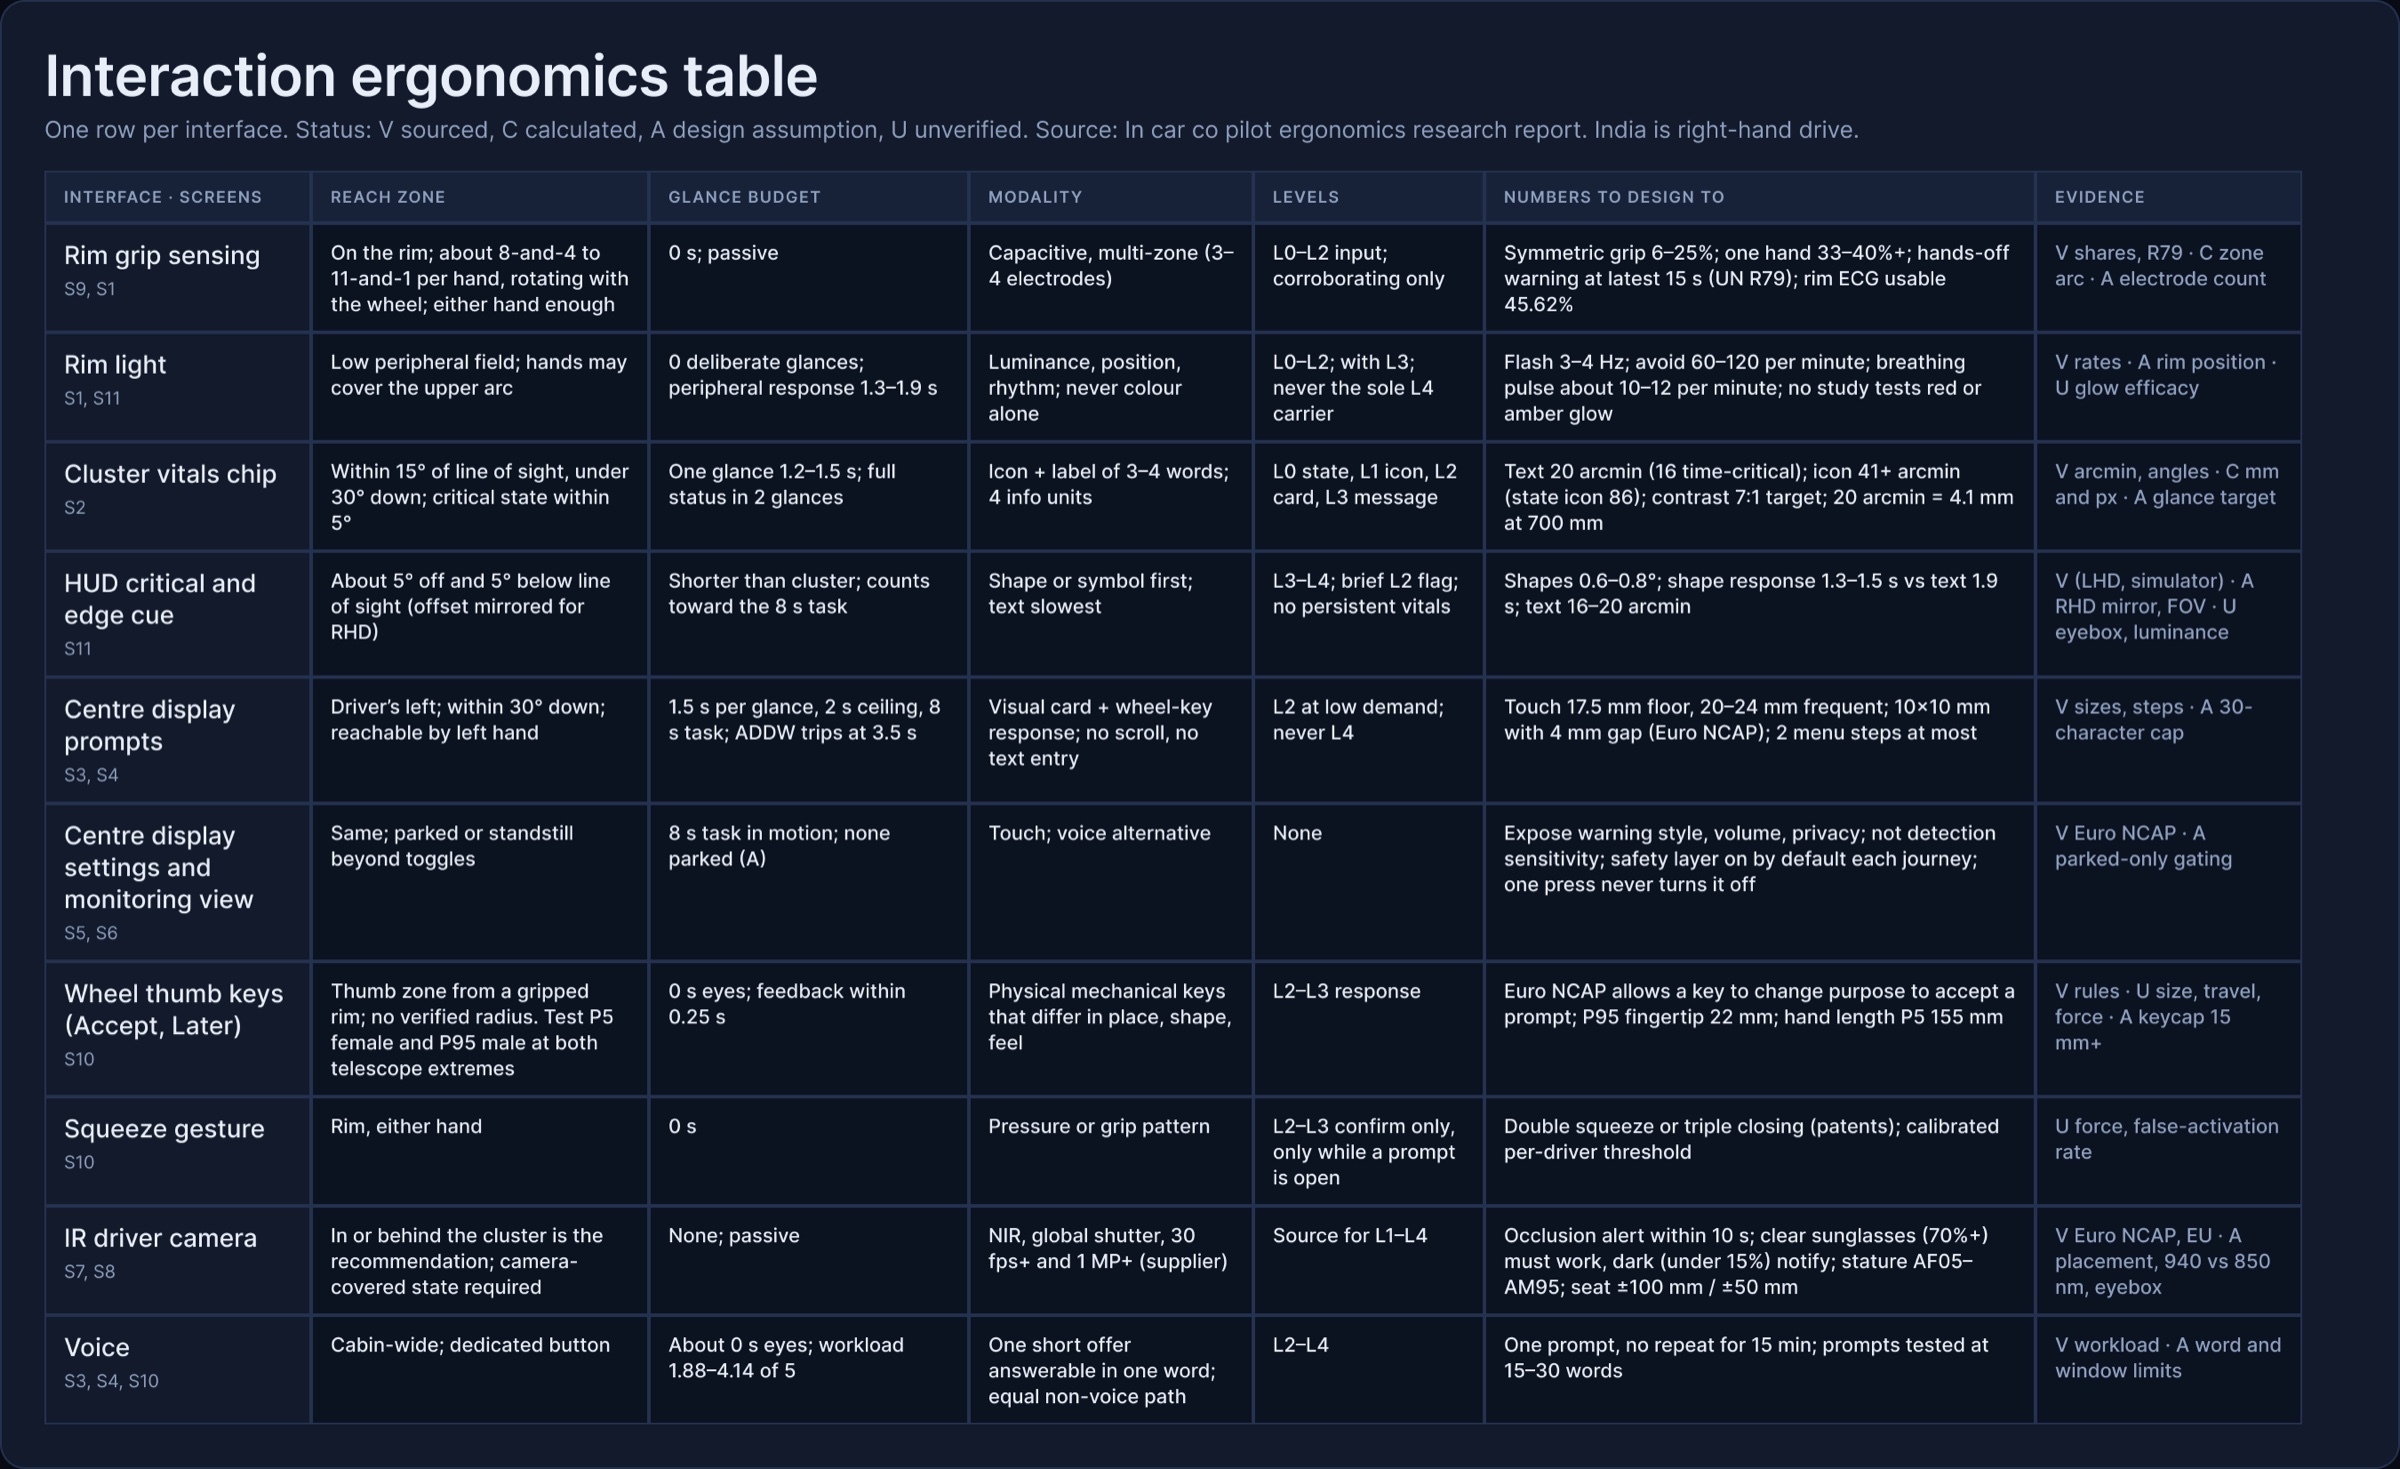 Interaction ergonomics table
One row per interface. Status: V sourced, C calculated, A design assumption, U unverified. Source: In car co pilot ergonomics research report. India is right-hand drive.
INTERFACE · SCREENS
REACH ZONE
GLANCE BUDGET
MODALITY
LEVELS
NUMBERS TO DESIGN TO
EVIDENCE
Rim grip sensing
S9, S1
On the rim; about 8-and-4 to
11-and-1 per hand, rotating with
the wheel; either hand enough
0 s; passive
Capacitive, multi-zone (3–
4 electrodes)
L0–L2 input;
corroborating only
Symmetric grip 6–25%; one hand 33–40%+; hands-off
warning at latest 15 s (UN R79); rim ECG usable
45.62%
V shares, R79 · C zone
arc · A electrode count
Rim light
S1, S11
Low peripheral field; hands may
cover the upper arc
0 deliberate glances;
peripheral response 1.3–1.9 s
Luminance, position,
rhythm; never colour
alone
L0–L2; with L3;
never the sole L4
carrier
Flash 3–4 Hz; avoid 60–120 per minute; breathing
pulse about 10–12 per minute; no study tests red or
amber glow
V rates · A rim position ·
U glow efficacy
Cluster vitals chip
S2
Within 15° of line of sight, under
30° down; critical state within
5°
One glance 1.2–1.5 s; full
status in 2 glances
Icon + label of 3–4 words;
4 info units
L0 state, L1 icon, L2
card, L3 message
Text 20 arcmin (16 time-critical); icon 41+ arcmin
(state icon 86); contrast 7:1 target; 20 arcmin = 4.1 mm
at 700 mm
V arcmin, angles · C mm
and px · A glance target
HUD critical and
edge cue
S11
About 5° off and 5° below line
of sight (offset mirrored for
RHD)
Shorter than cluster; counts
toward the 8 s task
Shape or symbol first;
text slowest
L3–L4; brief L2 flag;
no persistent vitals
Shapes 0.6–0.8°; shape response 1.3–1.5 s vs text 1.9
s; text 16–20 arcmin
V (LHD, simulator) · A
RHD mirror, FOV · U
eyebox, luminance
Centre display
prompts
S3, S4
Driver’s left; within 30° down;
reachable by left hand
1.5 s per glance, 2 s ceiling, 8
s task; ADDW trips at 3.5 s
Visual card + wheel-key
response; no scroll, no
text entry
L2 at low demand;
never L4
Touch 17.5 mm floor, 20–24 mm frequent; 10×10 mm
with 4 mm gap (Euro NCAP); 2 menu steps at most
V sizes, steps · A 30-
character cap
Centre display
settings and
monitoring view
S5, S6
Same; parked or standstill
beyond toggles
8 s task in motion; none
parked (A)
Touch; voice alternative
None
Expose warning style, volume, privacy; not detection
sensitivity; safety layer on by default each journey;
one press never turns it off
V Euro NCAP · A
parked-only gating
Wheel thumb keys
(Accept, Later)
S10
Thumb zone from a gripped
rim; no verified radius. Test P5
female and P95 male at both
telescope extremes
0 s eyes; feedback within
0.25 s
Physical mechanical keys
that differ in place, shape,
feel
L2–L3 response
Euro NCAP allows a key to change purpose to accept a
prompt; P95 fingertip 22 mm; hand length P5 155 mm
V rules · U size, travel,
force · A keycap 15
mm+
Squeeze gesture
S10
Rim, either hand
0 s
Pressure or grip pattern
L2–L3 confirm only,
only while a prompt
is open
Double squeeze or triple closing (patents); calibrated
per-driver threshold
U force, false-activation
rate
IR driver camera
S7, S8
In or behind the cluster is the
recommendation; camera-
covered state required
None; passive
NIR, global shutter, 30
fps+ and 1 MP+ (supplier)
Source for L1–L4
Occlusion alert within 10 s; clear sunglasses (70%+)
must work, dark (under 15%) notify; stature AF05–
AM95; seat ±100 mm / ±50 mm
V Euro NCAP, EU · A
placement, 940 vs 850
nm, eyebox
Voice
S3, S4, S10
Cabin-wide; dedicated button
About 0 s eyes; workload
1.88–4.14 of 5
One short offer
answerable in one word;
equal non-voice path
L2–L4
One prompt, no repeat for 15 min; prompts tested at
15–30 words
V workload · A word and
window limits